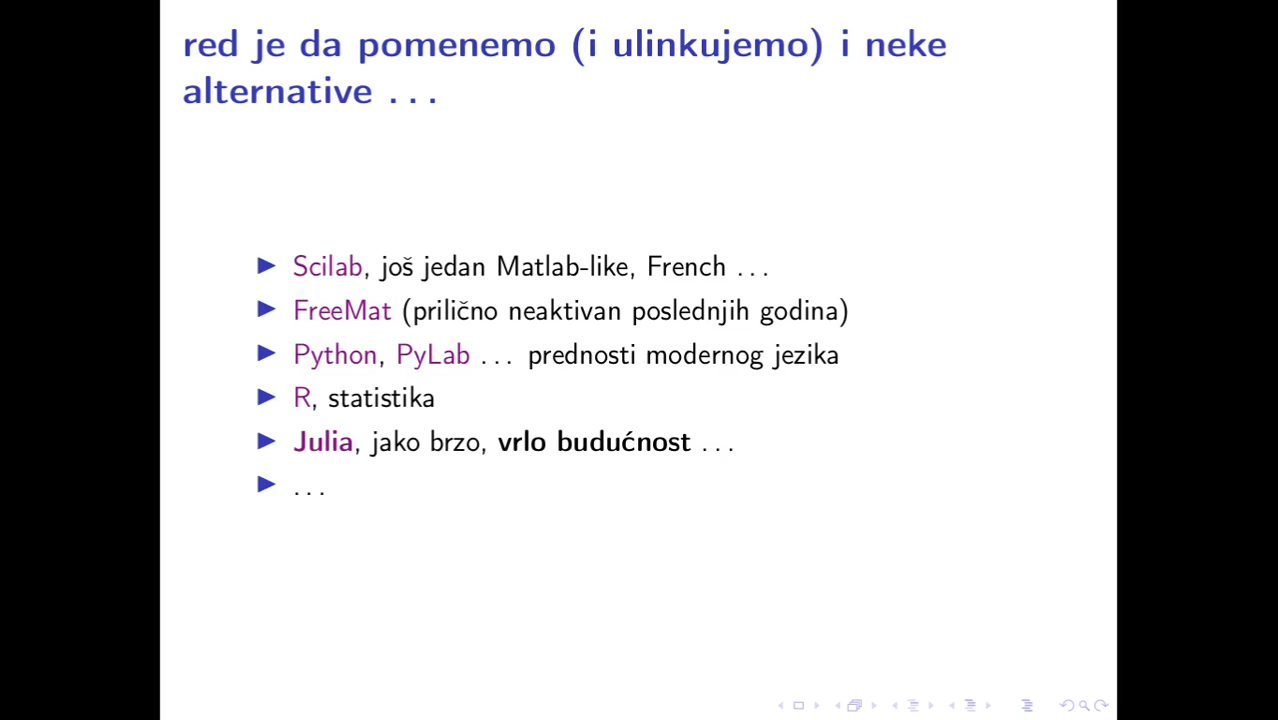 red je da pomenemo (i ulinkujemo) i neke
alternative ...
Scilab, još jedan Matlab-like, French ...
FreeMat (prilično neaktivan poslednjih godina)
Python, PyLab ... prednosti modernog jezika
R, statistika
Julia, jako brzo, vrlo budućnost ...
...